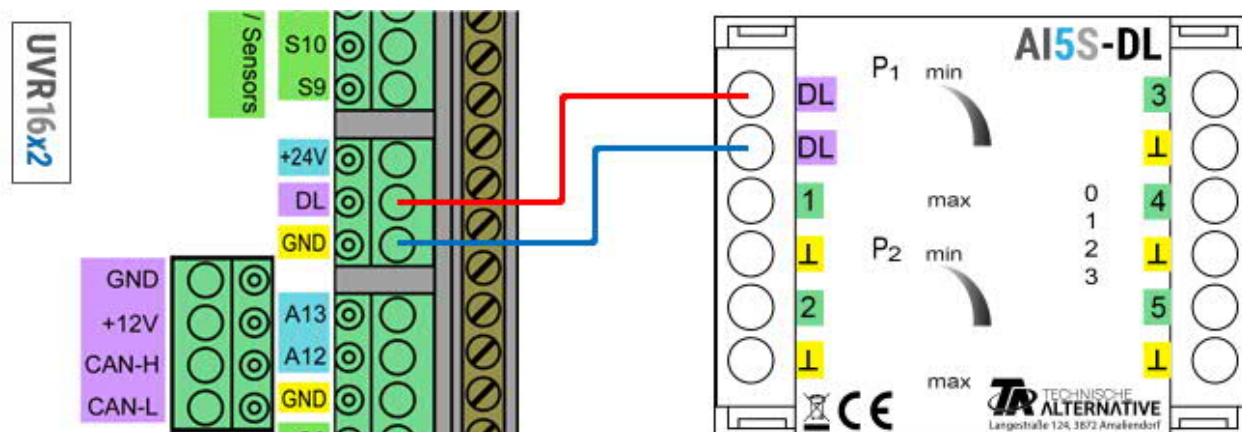 UVR16x2
/ Sensors
S10
S9
+24V
DL
GND
GND
+12V
CAN-H
CAN-L
A13
A12
GND
AI5S-DL
DL
DL
1
⊥
2
⊥
P1 min
max
P2 min
max
0
1
2
3
3
⊥
4
⊥
5
⊥
CE
TA
TECHNISCHE
ALTERNATIVE
Langestraße 124, 3872 Amaliendorf